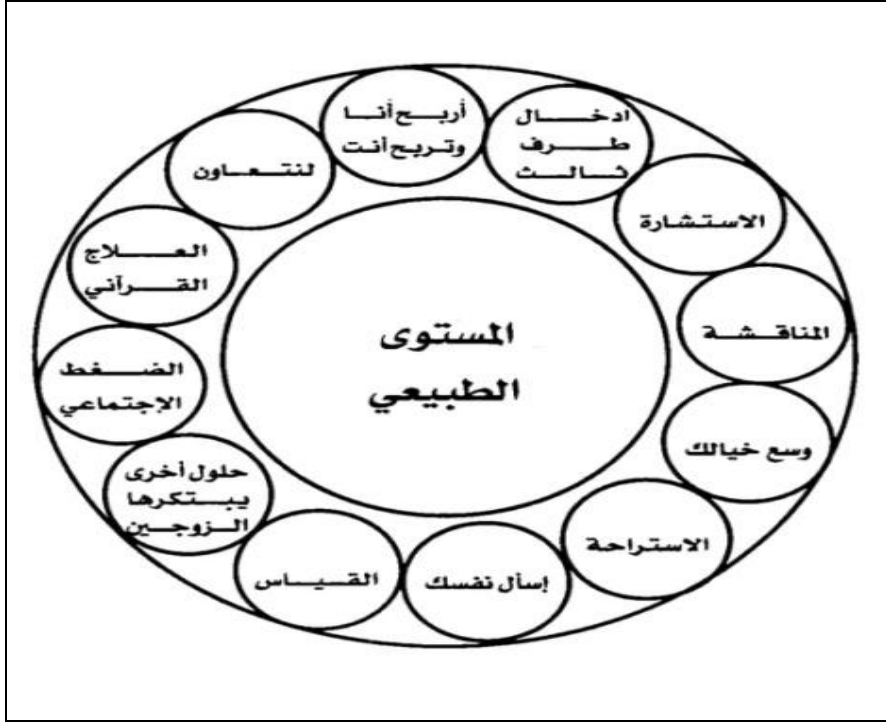 أربح أنا
وتربح أنت
ادخال
طرف
ثالث
الاستشارة
المناقشة
وسع خيالك
الاستراحة
إسأل نفسك
القياس
حلول أخرى
يبتكرها
الزوجين
الضغط
الإجتماعي
العلاج
القرآني
لنتعاون
المستوى
الطبيعي